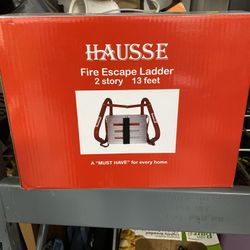 HAUSSE
Fire Escape Ladder
2 story 13 feet
A "MUST HAVE" for every home